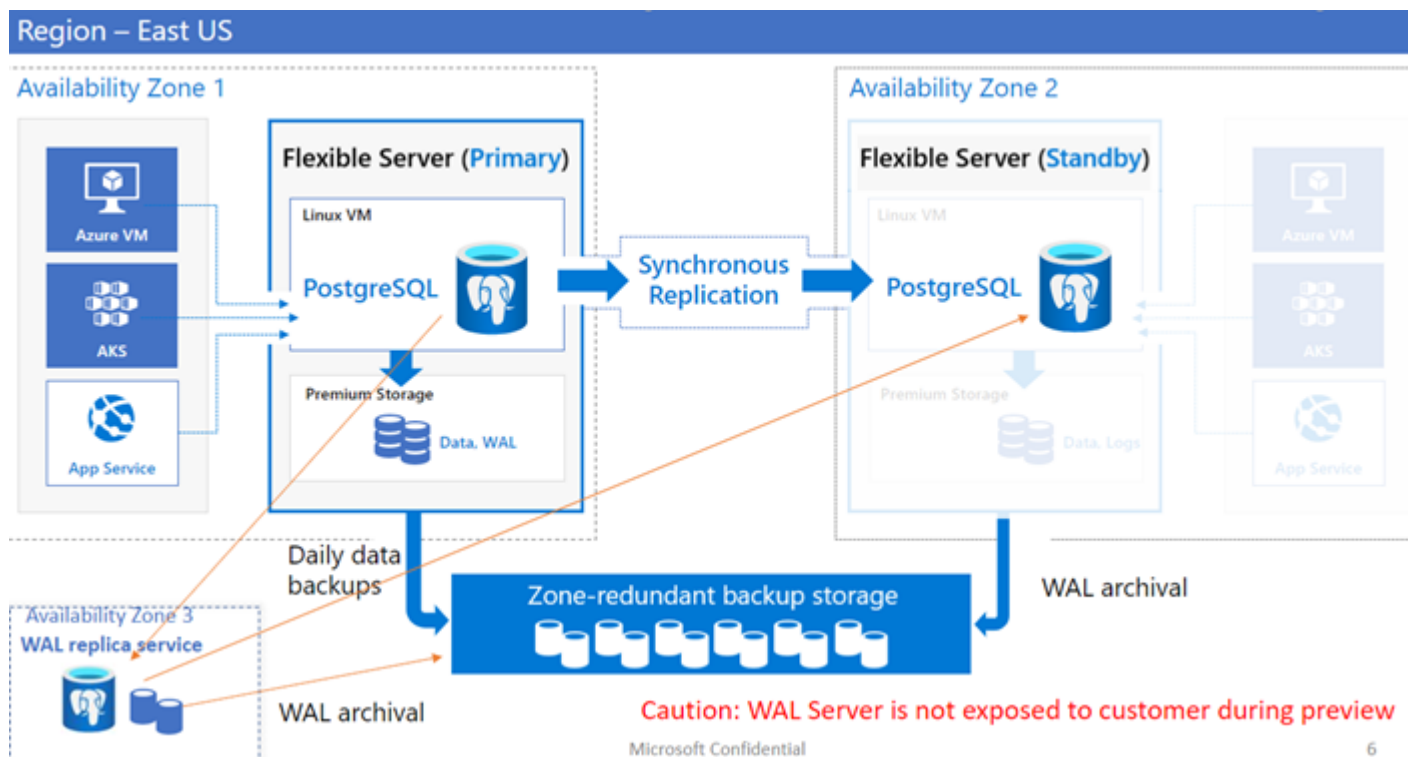 Region – East US
Availability Zone 1
Azure VM
AKS
App Service
Flexible Server (Primary)
Linux VM
PostgreSQL
Premium Storage
Data, WAL
Synchronous
Replication
Availability Zone 2
Flexible Server (Standby)
Linux VM
PostgreSQL
Premium Storage
Data, Logs
Azure VM
AKS
App Service
Daily data
backups
Zone-redundant backup storage
WAL archival
Availability Zone 3
WAL replica service
WAL archival
Caution: WAL Server is not exposed to customer during preview
Microsoft Confidential
6